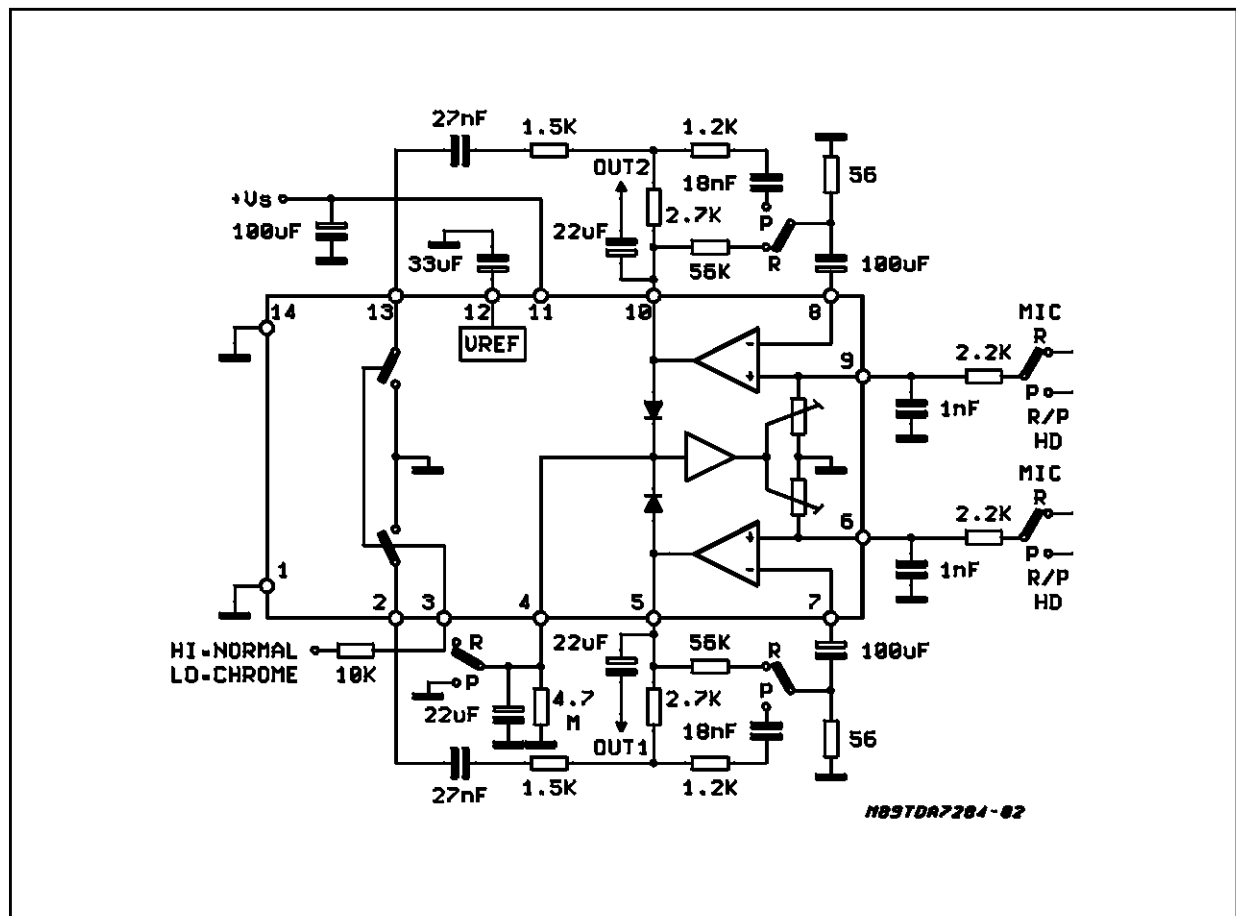 27nF
1.5K
1.2K
OUT2
18nF
56
+Vs
100uF
2.7K
P
22uF
33uF
56K
R
100uF
14
13
12
11
10
8
MIC
R
VREF
2.2K
9
-
+
P
1nF
R/P
HD
MIC
R
2.2K
6
+
-
P
1nF
R/P
HD
1
2
3
4
5
7
HI=NORMAL
LO=CHROME
10K
R
P
22uF
4.7
M
22uF
56K
R
100uF
P
2.7K
18nF
OUT1
56
27nF
1.5K
1.2K
M89TDA7284-02